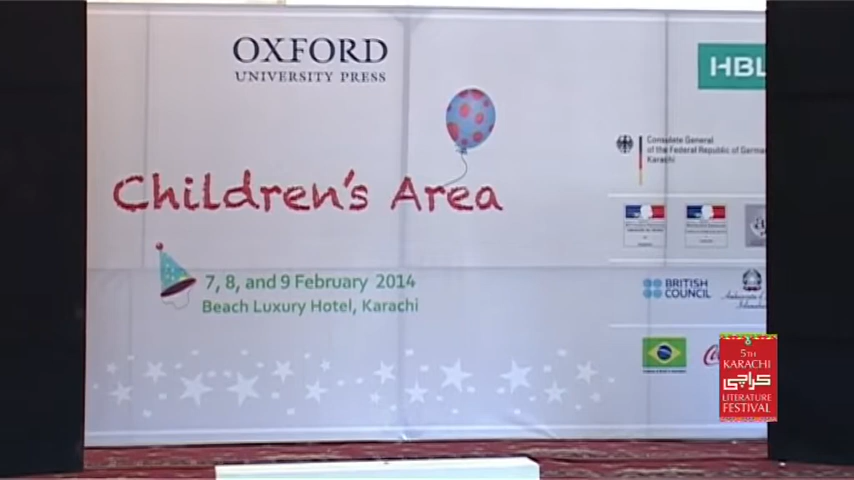 OXFORD
UNIVERSITY PRESS
HBL
Children's Area
Consulate General
of the Federal Republic of German
Karachi
7, 8, and 9 February 2014
Beach Luxury Hotel, Karachi
BRITISH
COUNCIL
5TH
KARACHI
کراچی
LITERATURE
FESTIVAL